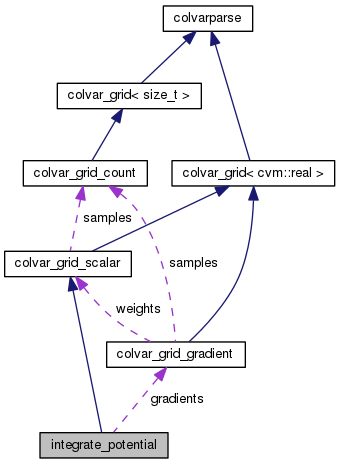 colvarparse
colvar_grid< size_t >
colvar_grid_count
colvar_grid< cvm::real >
samples
colvar_grid_scalar
samples
weights
colvar_grid_gradient
gradients
integrate_potential